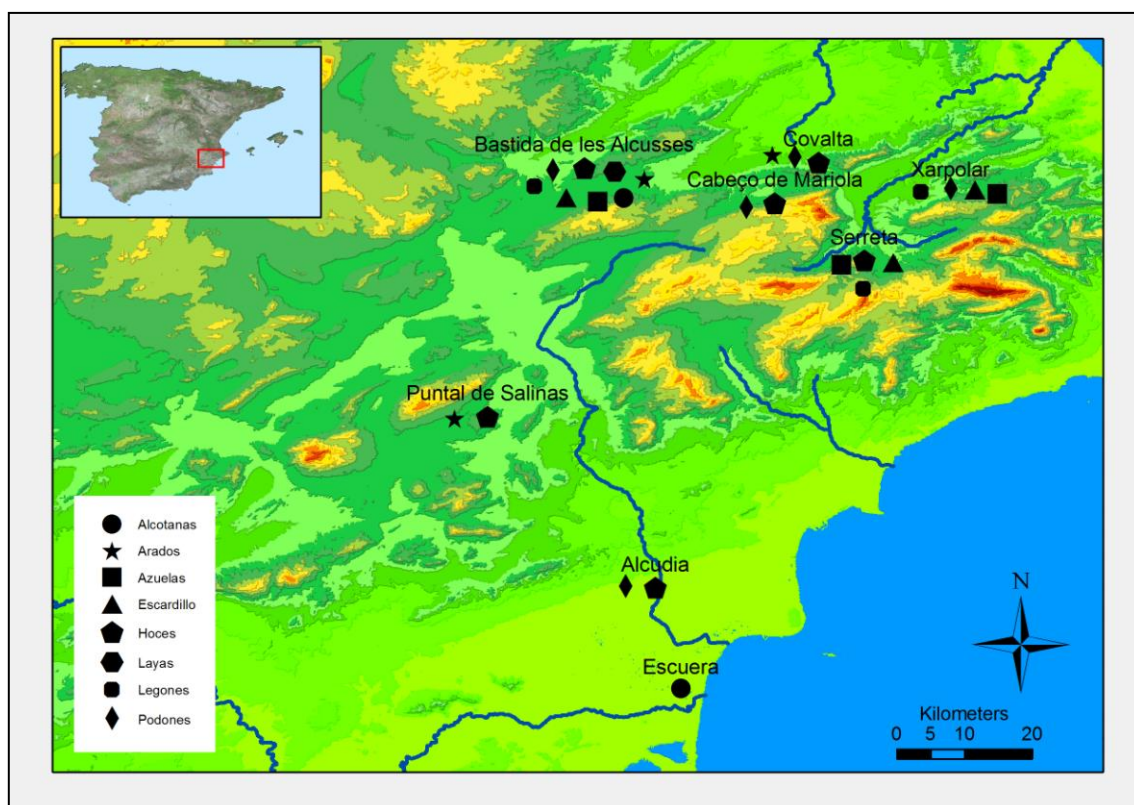 Bastida de les Alcusses
Covalta
Cabeço de Mariola
Xarpolar
Serreta
Puntal de Salinas
Alcudia
Escuera
Alcotanas
Arados
Azuelas
Escardillo
Hoces
Layas
Legones
Podones
N
Kilometers
0 5 10 20